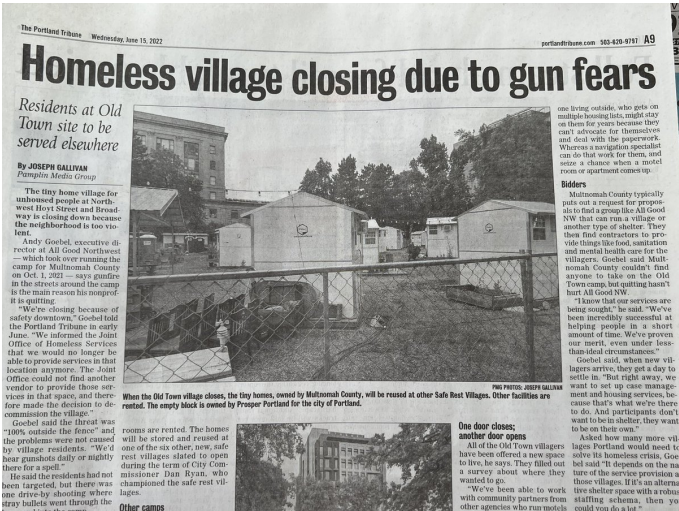 The Portland Tribune Wednesday, June 15, 2022
portlandtribune.com 503-620-9797 A9
Homeless village closing due to gun fears
Residents at Old
Town site to be
served elsewhere
By JOSEPH GALLIVAN
Pamplin Media Group
The tiny home village for
unhoused people at North-
west Hoyt Street and Broad-
way is closing down because
the neighborhood is too vio-
lent.
Andy Goebel, executive di-
rector at All Good Northwest
— which took over running the
camp for Multnomah County
on Oct. 1, 2021 — says gunfire
in the streets around the camp
is the main reason his nonprof-
it is quitting.
"We're closing because of
safety downtown," Goebel told
the Portland Tribune in early
June. "We informed the Joint
Office of Homeless Services
that we would no longer be
able to provide services in that
location anymore. The Joint
Office could not find another
vendor to provide those ser-
vices in that space, and there-
fore made the decision to de-
commission the village."
Goebel said the threat was
"100% outside the fence" and
the problems were not caused
by village residents. "We'd
hear gunshots daily or nightly
there for a spell."
He said the residents had not
been targeted, but there was
one drive-by shooting where
stray bullets went through the
When the Old Town village closes, the tiny homes, owned by Multnomah County, will be reused at other Safe Rest Villages. Other facilities are
rented. The empty block is owned by Prosper Portland for the city of Portland.
PMG PHOTOS: JOSEPH GALLIVAN
rooms are rented. The homes
will be stored and reused at
one of the six other, new, safe
rest villages slated to open
during the term of City Com-
missioner Dan Ryan, who
championed the safe rest vil-
lages.
Other camps
One door closes;
another door opens
All of the Old Town villagers
have been offered a new space
to live, he says. They filled out
a survey about where they
wanted to go.
"We've been able to work
with community partners from
other agencies who run motels
one living outside, who gets on
multiple housing lists, might stay
on them for years because they
can't advocate for themselves
and deal with the paperwork.
Whereas a navigation specialist
can do that work for them, and
seize a chance when a motel
room or apartment comes up.
Bidders
Multnomah County typically
puts out a request for propos-
als to find a group like All Good
NW that can run a village or
another type of shelter. They
then find contractors to pro-
vide things like food, sanitation
and mental health care for the
villagers. Goebel said Mult-
nomah County couldn't find
anyone to take on the Old
Town camp, but quitting hasn't
hurt All Good NW.
"I know that our services are
being sought," he said. "We've
been incredibly successful at
helping people in a short
amount of time. We've proven
our merit, even under less-
than-ideal circumstances."
Goebel said, when new vil-
lagers arrive, they get a day to
settle in. "But right away, we
want to set up case manage-
ment and housing services, be-
cause that's what we're there
to do. And participants don't
want to be in shelter, they want
to be on their own."
Asked how many more vil-
lages Portland would need to
solve its homeless crisis, Goe-
bel said "It depends on the na-
ture of the service provision a
those villages. If it's an alterna
tive shelter space with a robus
staffing schema, then yo
could you do a lot."